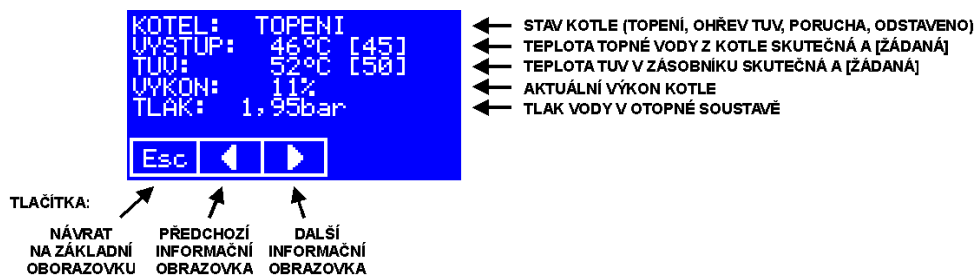 KOTEL: TOPENI
VYSTUP: 46°C [45]
TUV: 52°C [50]
VYKON: 11%
TLAK: 1,95bar
Esc
STAV KOTLE (TOPENÍ, OHŘEV TUV, PORUCHA, ODSTAVENO)
TEPLOTA TOPNÉ VODY Z KOTLE SKUTEČNÁ A [ŽÁDANÁ]
TEPLOTA TUV V ZÁSOBNÍKU SKUTEČNÁ A [ŽÁDANÁ]
AKTUÁLNÍ VÝKON KOTLE
TLAK VODY V OTOPNÉ SOUSTAVĚ
TLAČÍTKA:
NÁVRAT
NA ZÁKLADNÍ
OBORAZOVKU
PŘEDCHOZÍ
INFORMAČNÍ
OBRAZOVKA
DALŠÍ
INFORMAČNÍ
OBRAZOVKA